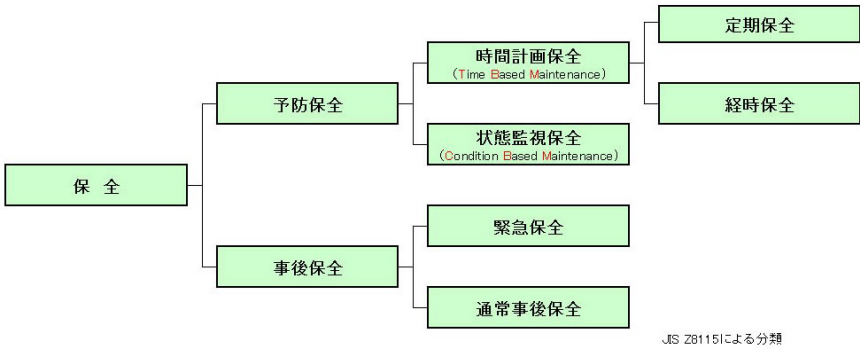 定期保全
時間計画保全
(Time Based Maintenance)
予防保全
経時保全
状態監視保全
(Condition Based Maintenance)
保 全
緊急保全
事後保全
通常事後保全
JIS Z8115による分類